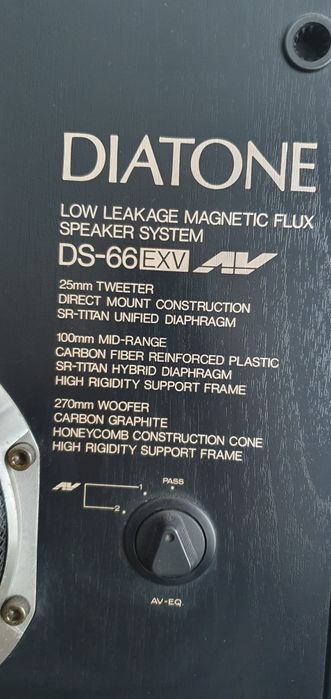 DIATONE
LOW LEAKAGE MAGNETIC FLUX
SPEAKER SYSTEM
DS-66EXV AV
25mm TWEETER
DIRECT MOUNT CONSTRUCTION
SR-TITAN UNIFIED DIAPHRAGM
100mm MID-RANGE
CARBON FIBER REINFORCED PLASTIC
SR-TITAN HYBRID DIAPHRAGM
HIGH RIGIDITY SUPPORT FRAME
270mm WOOFER
CARBON GRAPHITE
HONEYCOMB CONSTRUCTION CONE
HIGH RIGIDITY SUPPORT FRAME
AV 1 PASS
2
AV-EQ